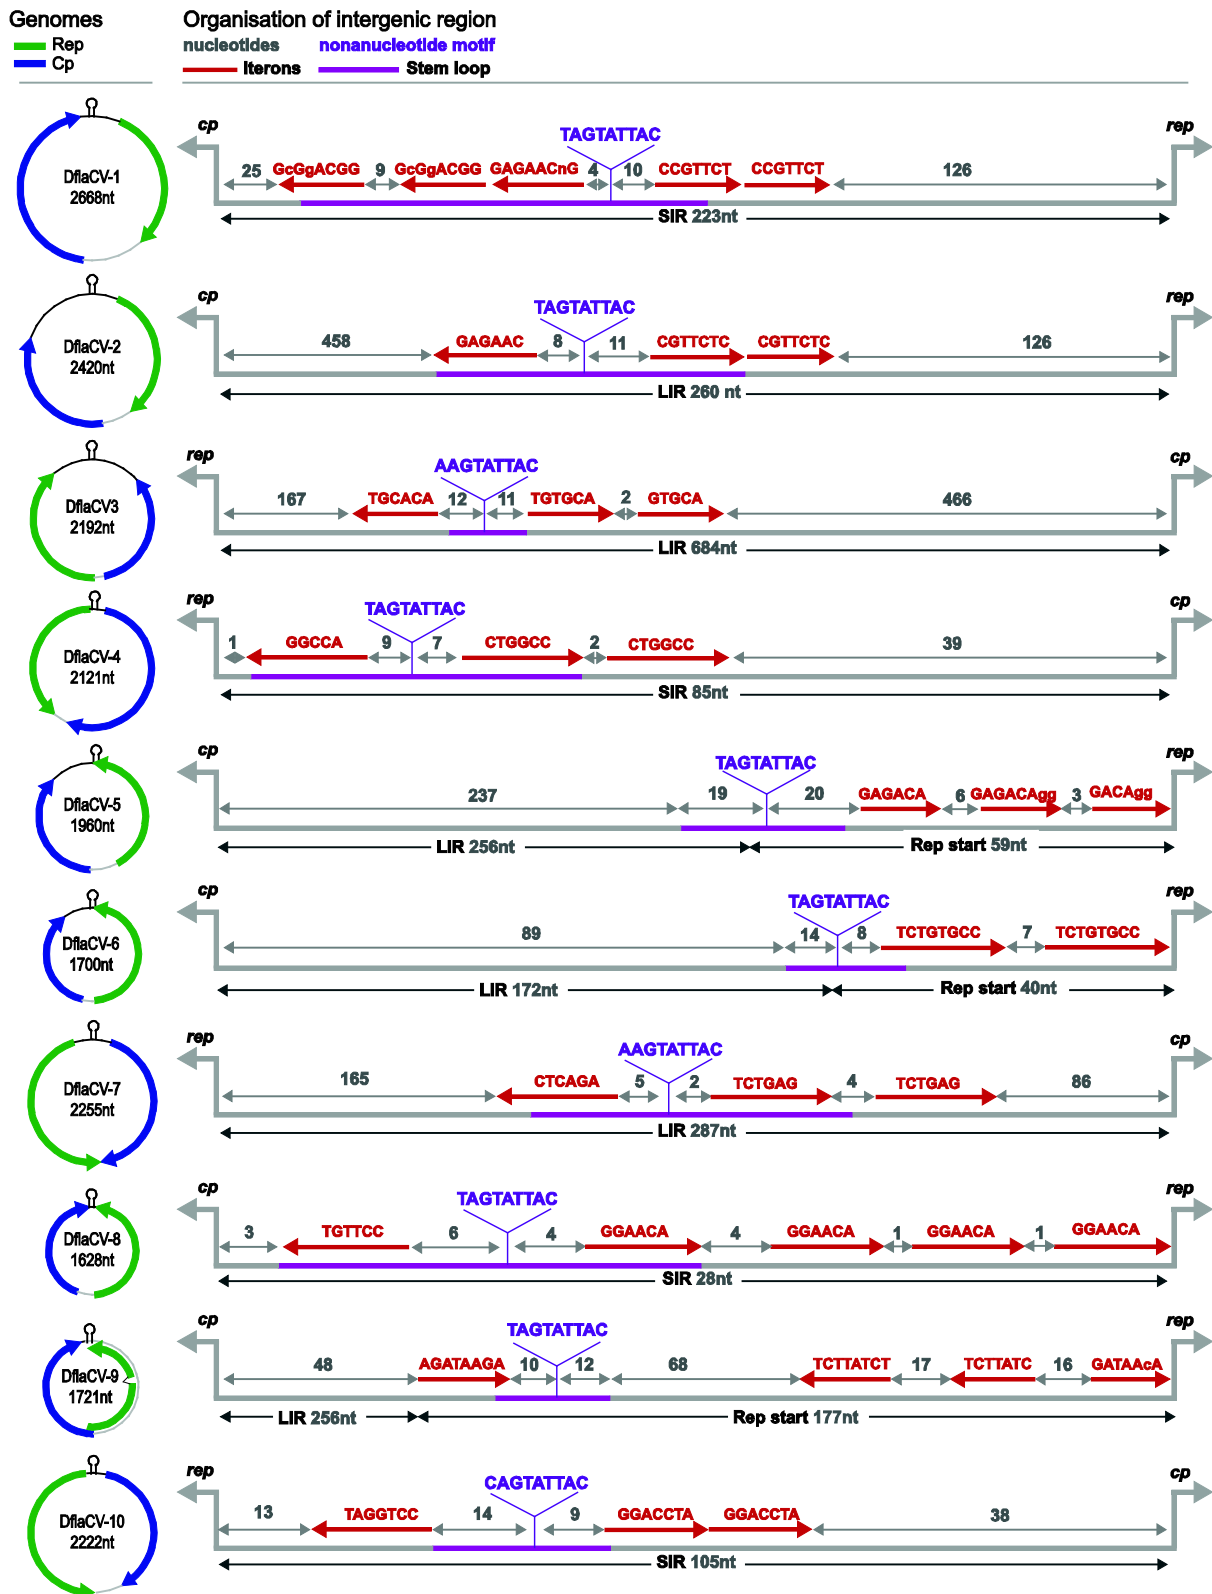 Genomes
Rep
Cp
Organisation of intergenic region
nucleotides nonanucleotide motif
Iterons Stem loop
DflaCV-1
2668nt
cp TAGTATTAC rep
25 GcGgACGG 9 GcGgACGG GAGAACnG 4 10 CCGTTCT CCGTTCT 126
SIR 223nt
DflaCV-2
2420nt
cp TAGTATTAC rep
458 GAGAAC 8 11 CGTTCTC CGTTCTC 126
LIR 260 nt
DflaCV3
2192nt
rep AAGTATTAC cp
167 TGCACA 12 11 TGTGCA 2 GTGCA 466
LIR 684nt
DflaCV-4
2121nt
rep TAGTATTAC cp
1 GGCCA 9 7 CTGGCC 2 CTGGCC 39
SIR 85nt
DflaCV-5
1960nt
cp TAGTATTAC rep
237 19 20 GAGACA 6 GAGACAgg 3 GACAgg
LIR 256nt Rep start 59nt
DflaCV-6
1700nt
cp TAGTATTAC rep
89 14 8 TCTGTGCC 7 TCTGTGCC
LIR 172nt Rep start 40nt
DflaCV-7
2255nt
rep AAGTATTAC cp
165 CTCAGA 5 2 TCTGAG 4 TCTGAG 86
LIR 287nt
DflaCV-8
1628nt
cp TAGTATTAC rep
3 TGTTCC 6 4 GGAACA 4 GGAACA 1 GGAACA 1 GGAACA
SIR 28nt
DflaCV-9
1721nt
cp TAGTATTAC rep
48 AGATAAGA 10 12 68 TCTTATCT 17 TCTTATC 16 GATAAcA
LIR 256nt Rep start 177nt
DflaCV-10
2222nt
rep CAGTATTAC cp
13 TAGGTCC 14 9 GGACCTA GGACCTA 38
SIR 105nt